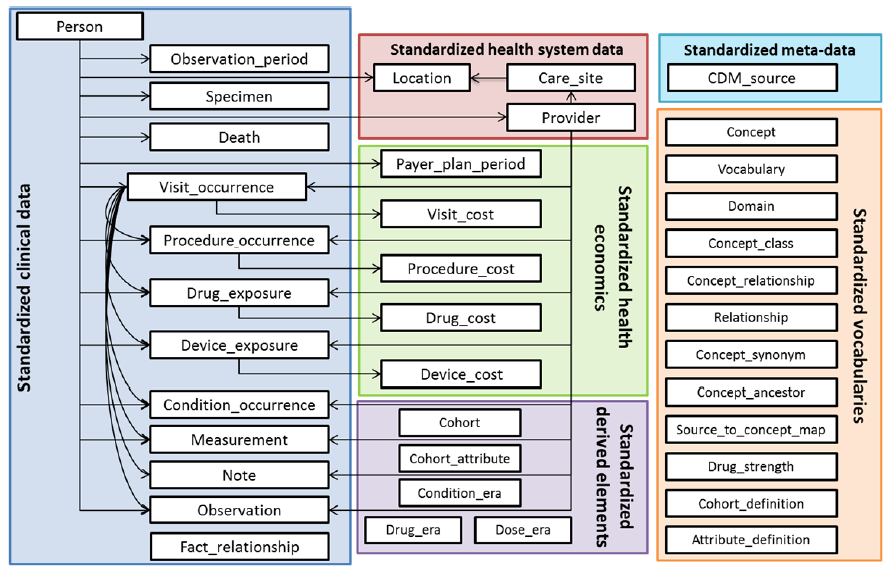 Person
Observation_period
Specimen
Death
Visit_occurrence
Procedure_occurrence
Drug_exposure
Device_exposure
Condition_occurrence
Measurement
Note
Observation
Fact_relationship
Standardized clinical data
Standardized health system data
Location
Care_site
Provider
Payer_plan_period
Visit_cost
Procedure_cost
Drug_cost
Device_cost
Standardized health
economics
Cohort
Cohort_attribute
Condition_era
Drug_era
Dose_era
Standardized
derived elements
Standardized meta-data
CDM_source
Concept
Vocabulary
Domain
Concept_class
Concept_relationship
Relationship
Concept_synonym
Concept_ancestor
Source_to_concept_map
Drug_strength
Cohort_definition
Attribute_definition
Standardized vocabularies